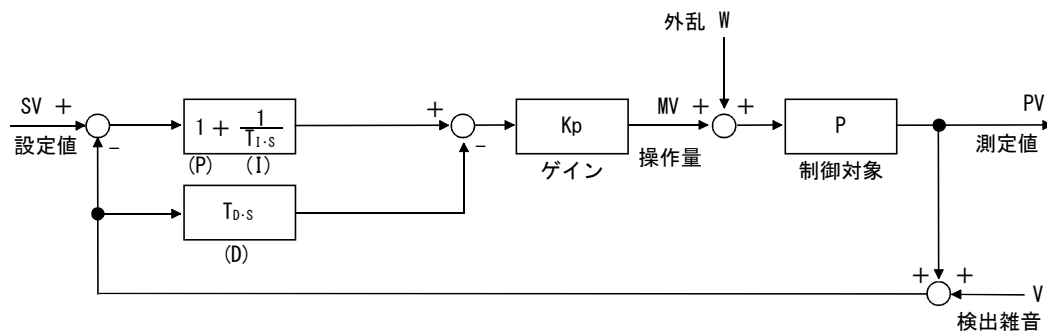 外乱 W
SV +
設定値
−
1 + 1/TI·S
(P) (I)
TD·S
(D)
+
−
Kp
ゲイン
MV +
操作量
+
P
制御対象
PV
測定値
+ +
V
検出雑音